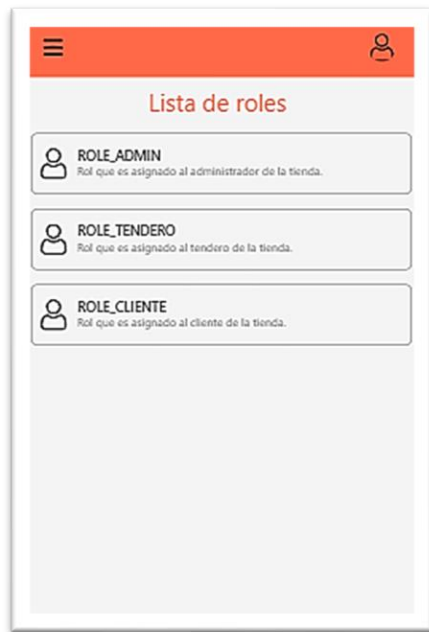 Lista de roles
ROLE_ADMIN
Rol que es asignado al administrador de la tienda.
ROLE_TENDERO
Rol que es asignado al tendero de la tienda.
ROLE_CLIENTE
Rol que es asignado al cliente de la tienda.